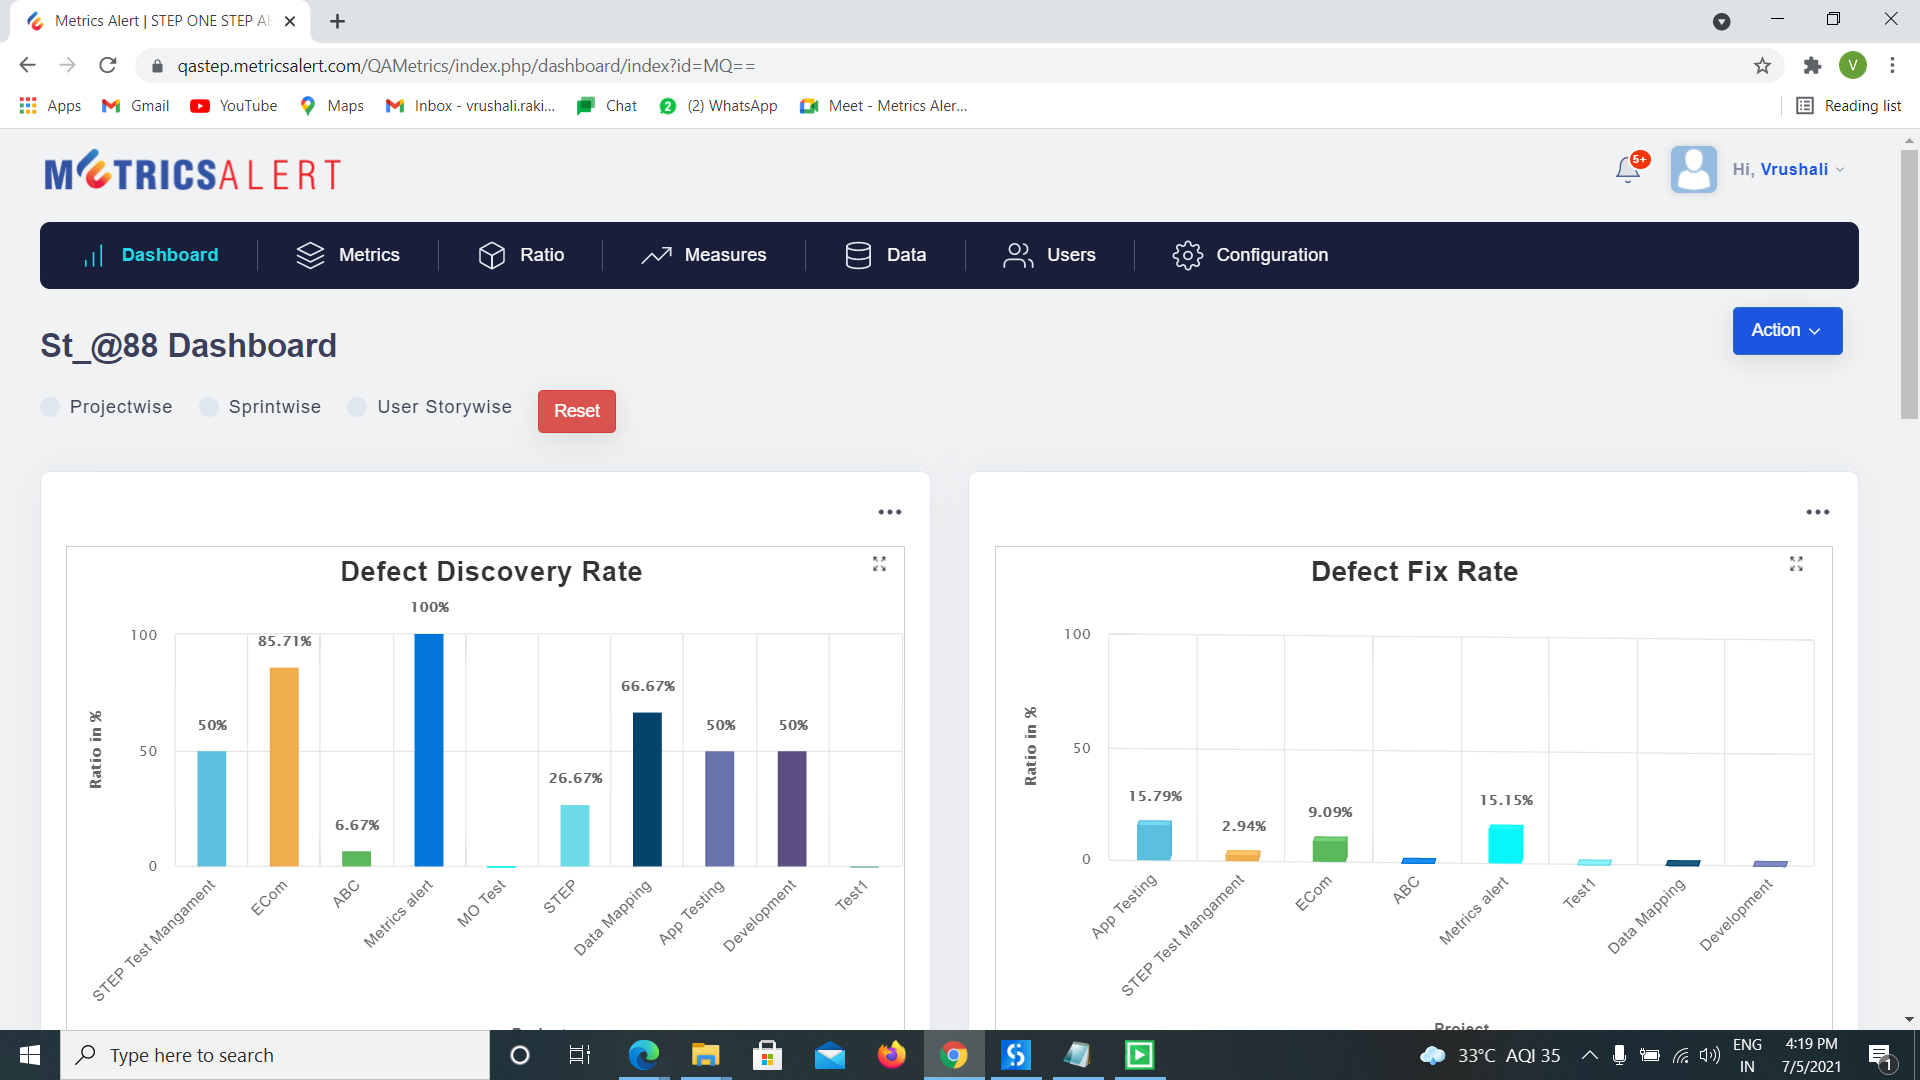 Metrics Alert | STEP ONE STEP AH
qastep.metricsalert.com/QAMetrics/index.php/dashboard/index?id=MQ==
V
Apps
Gmail
YouTube
Maps
Inbox - vrushali.raki...
Chat
2
(2) WhatsApp
Meet - Metrics Aler...
Reading list
METRICSALERT
5+
Hi, Vrushali
Dashboard
Metrics
Ratio
Measures
Data
Users
Configuration
St_@88 Dashboard
Action
Projectwise
Sprintwise
User Storywise
Reset
Defect Discovery Rate
Ratio in %
100
50
0
50%
85.71%
6.67%
100%
26.67%
66.67%
50%
50%
STEP Test Mangament
ECom
ABC
Metrics alert
MO Test
STEP
Data Mapping
App Testing
Development
Test1
Defect Fix Rate
Ratio in %
100
50
0
15.79%
2.94%
9.09%
15.15%
App Testing
STEP Test Mangament
ECom
ABC
Metrics alert
Test1
Data Mapping
Development
Project
Type here to search
33°C AQI 35
ENG
IN
4:19 PM
7/5/2021
1